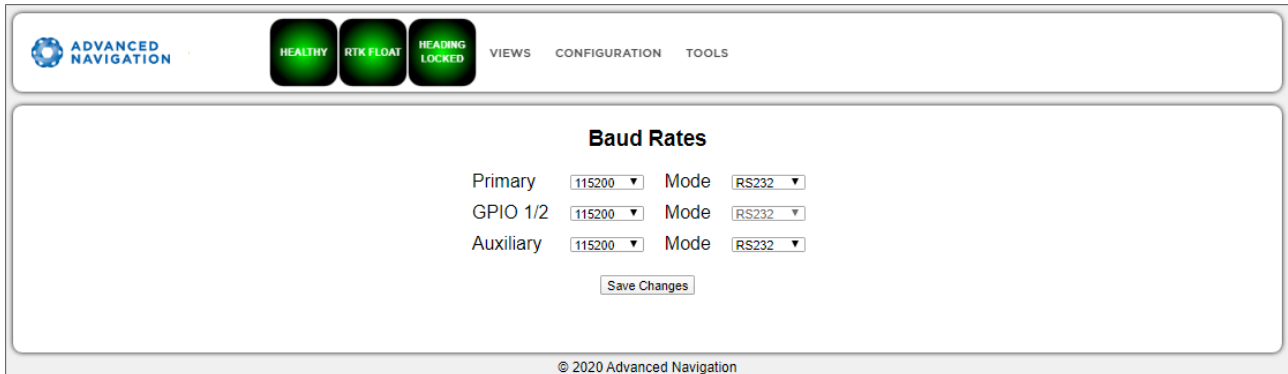 ADVANCED
NAVIGATION
HEALTHY
RTK FLOAT
HEADING
LOCKED
VIEWS CONFIGURATION TOOLS
Baud Rates
Primary 115200 Mode RS232
GPIO 1/2 115200 Mode RS232
Auxiliary 115200 Mode RS232
Save Changes
© 2020 Advanced Navigation